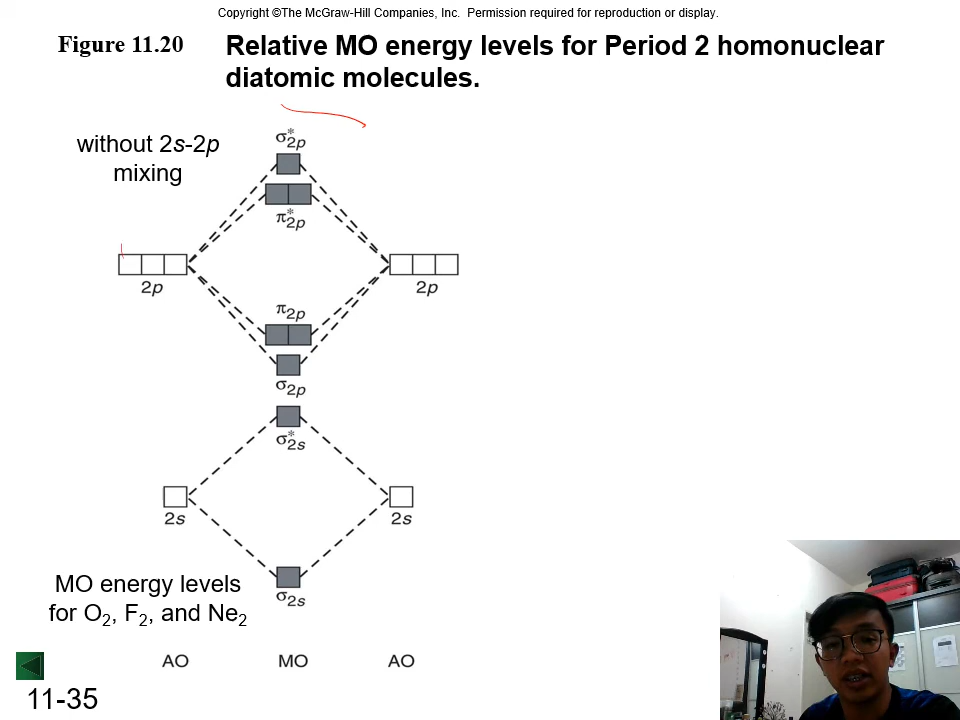 Copyright ©The McGraw-Hill Companies, Inc. Permission required for reproduction or display.
Figure 11.20
Relative MO energy levels for Period 2 homonuclear
diatomic molecules.
without 2s-2p
mixing
σ*2p
π*2p
2p
2p
π2p
σ2p
σ*2s
2s
2s
σ2s
MO energy levels
for O2, F2, and Ne2
AO
MO
AO
11-35